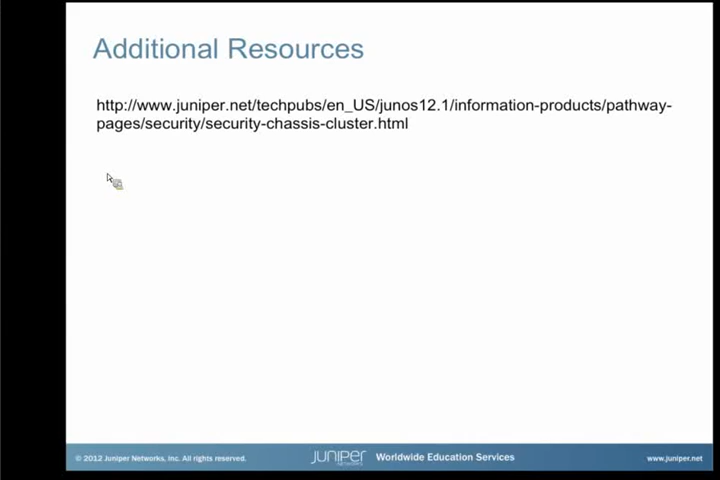 Additional Resources
http://www.juniper.net/techpubs/en_US/junos12.1/information-products/pathway-
pages/security/security-chassis-cluster.html
© 2012 Juniper Networks, Inc. All rights reserved.
JUNIPER
NETWORKS
Worldwide Education Services
www.juniper.net